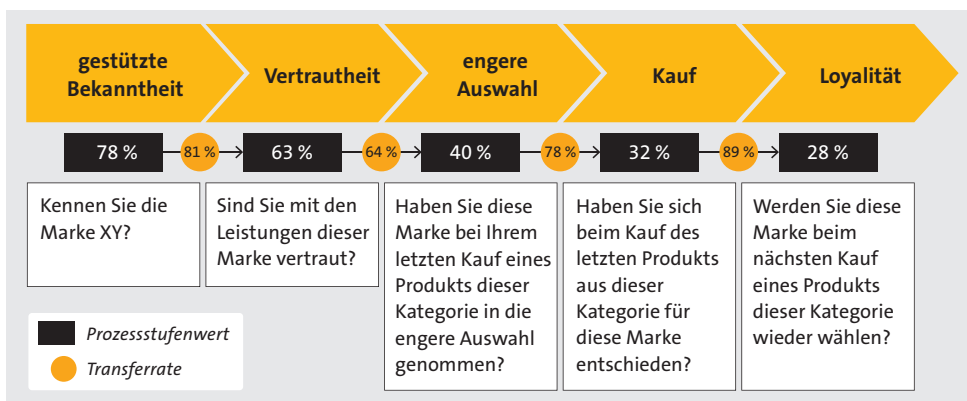 gestützte
Bekanntheit
Vertrautheit
engere
Auswahl
Kauf
Loyalität
78 %
81 %
63 %
64 %
40 %
78 %
32 %
89 %
28 %
Kennen Sie die
Marke XY?
Sind Sie mit den
Leistungen dieser
Marke vertraut?
Haben Sie diese
Marke bei Ihrem
letzten Kauf eines
Produkts dieser
Kategorie in die
engere Auswahl
genommen?
Haben Sie sich
beim Kauf des
letzten Produkts
aus dieser
Kategorie für
diese Marke
entschieden?
Werden Sie diese
Marke beim
nächsten Kauf
eines Produkts
dieser Kategorie
wieder wählen?
Prozessstufenwert
Transferrate